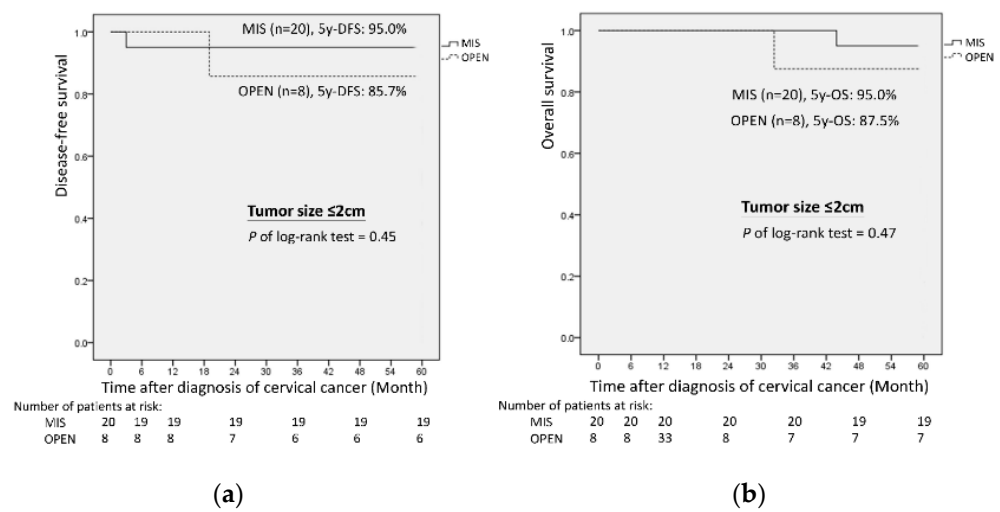 MIS (n=20), 5y-DFS: 95.0%
MIS
OPEN
OPEN (n=8), 5y-DFS: 85.7%
Disease-free survival
1.0
0.8
0.6
0.4
0.2
0.0
Tumor size ≤2cm
P of log-rank test = 0.45
0 6 12 18 24 30 36 42 48 54 60
Time after diagnosis of cervical cancer (Month)
Number of patients at risk:
MIS 20 19 19 19 19 19 19
OPEN 8 8 8 7 6 6 6
(a)
MIS
OPEN
MIS (n=20), 5y-OS: 95.0%
OPEN (n=8), 5y-OS: 87.5%
Overall survival
1.0
0.8
0.6
0.4
0.2
0.0
Tumor size ≤2cm
P of log-rank test = 0.47
0 6 12 18 24 30 36 42 48 54 60
Time after diagnosis of cervical cancer (Month)
Number of patients at risk:
MIS 20 20 20 20 20 19 19
OPEN 8 8 33 8 7 7 7
(b)